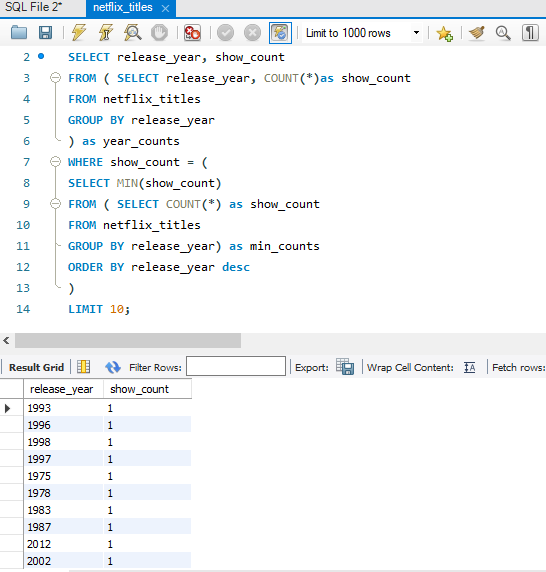 SQL File 2* netflix_titles
Limit to 1000 rows
2 SELECT release_year, show_count
3 FROM ( SELECT release_year, COUNT(*)as show_count
4 FROM netflix_titles
5 GROUP BY release_year
6 ) as year_counts
7 WHERE show_count = (
8 SELECT MIN(show_count)
9 FROM ( SELECT COUNT(*) as show_count
10 FROM netflix_titles
11 GROUP BY release_year) as min_counts
12 ORDER BY release_year desc
13 )
14 LIMIT 10;
Result Grid Filter Rows: Export: Wrap Cell Content: Fetch rows:
release_year show_count
1993 1
1996 1
1998 1
1997 1
1975 1
1978 1
1983 1
1987 1
2012 1
2002 1